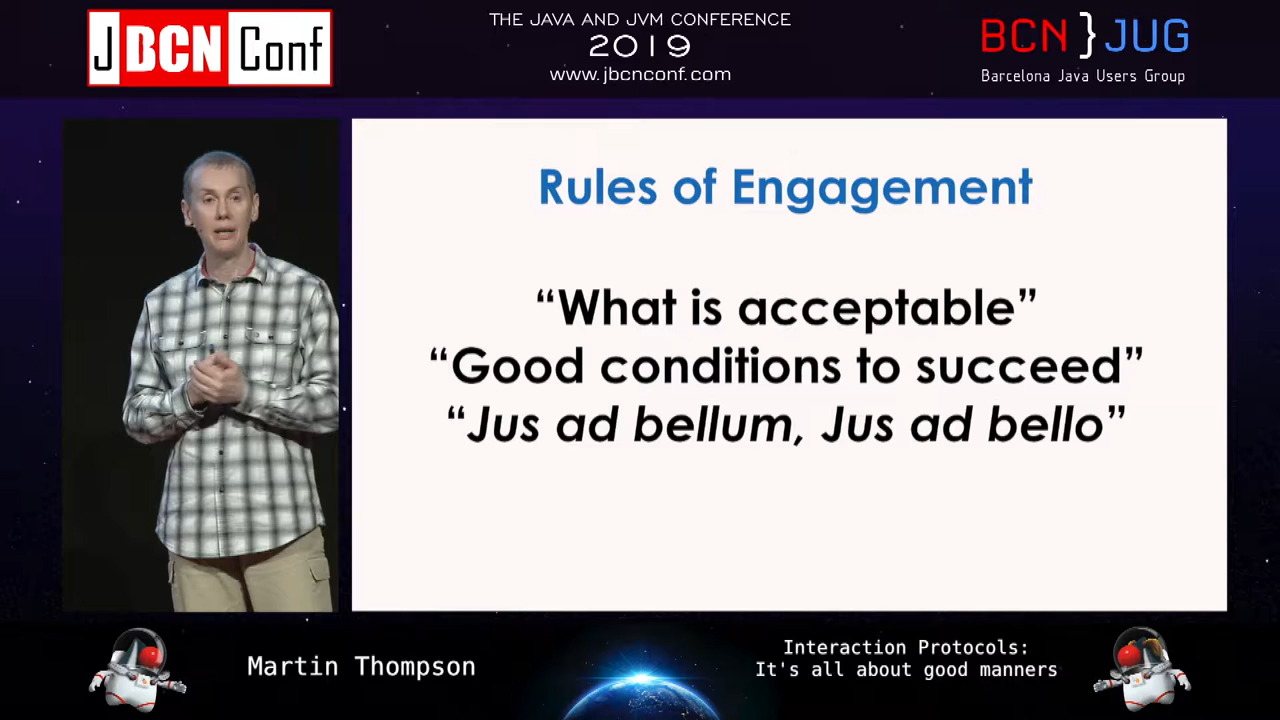 JBCNConf
THE JAVA AND JVM CONFERENCE
2019
www.jbcnconf.com
BCN}JUG
Barcelona Java Users Group
Rules of Engagement
“What is acceptable”
“Good conditions to succeed”
“Jus ad bellum, Jus ad bello”
Martin Thompson
Interaction Protocols:
It's all about good manners